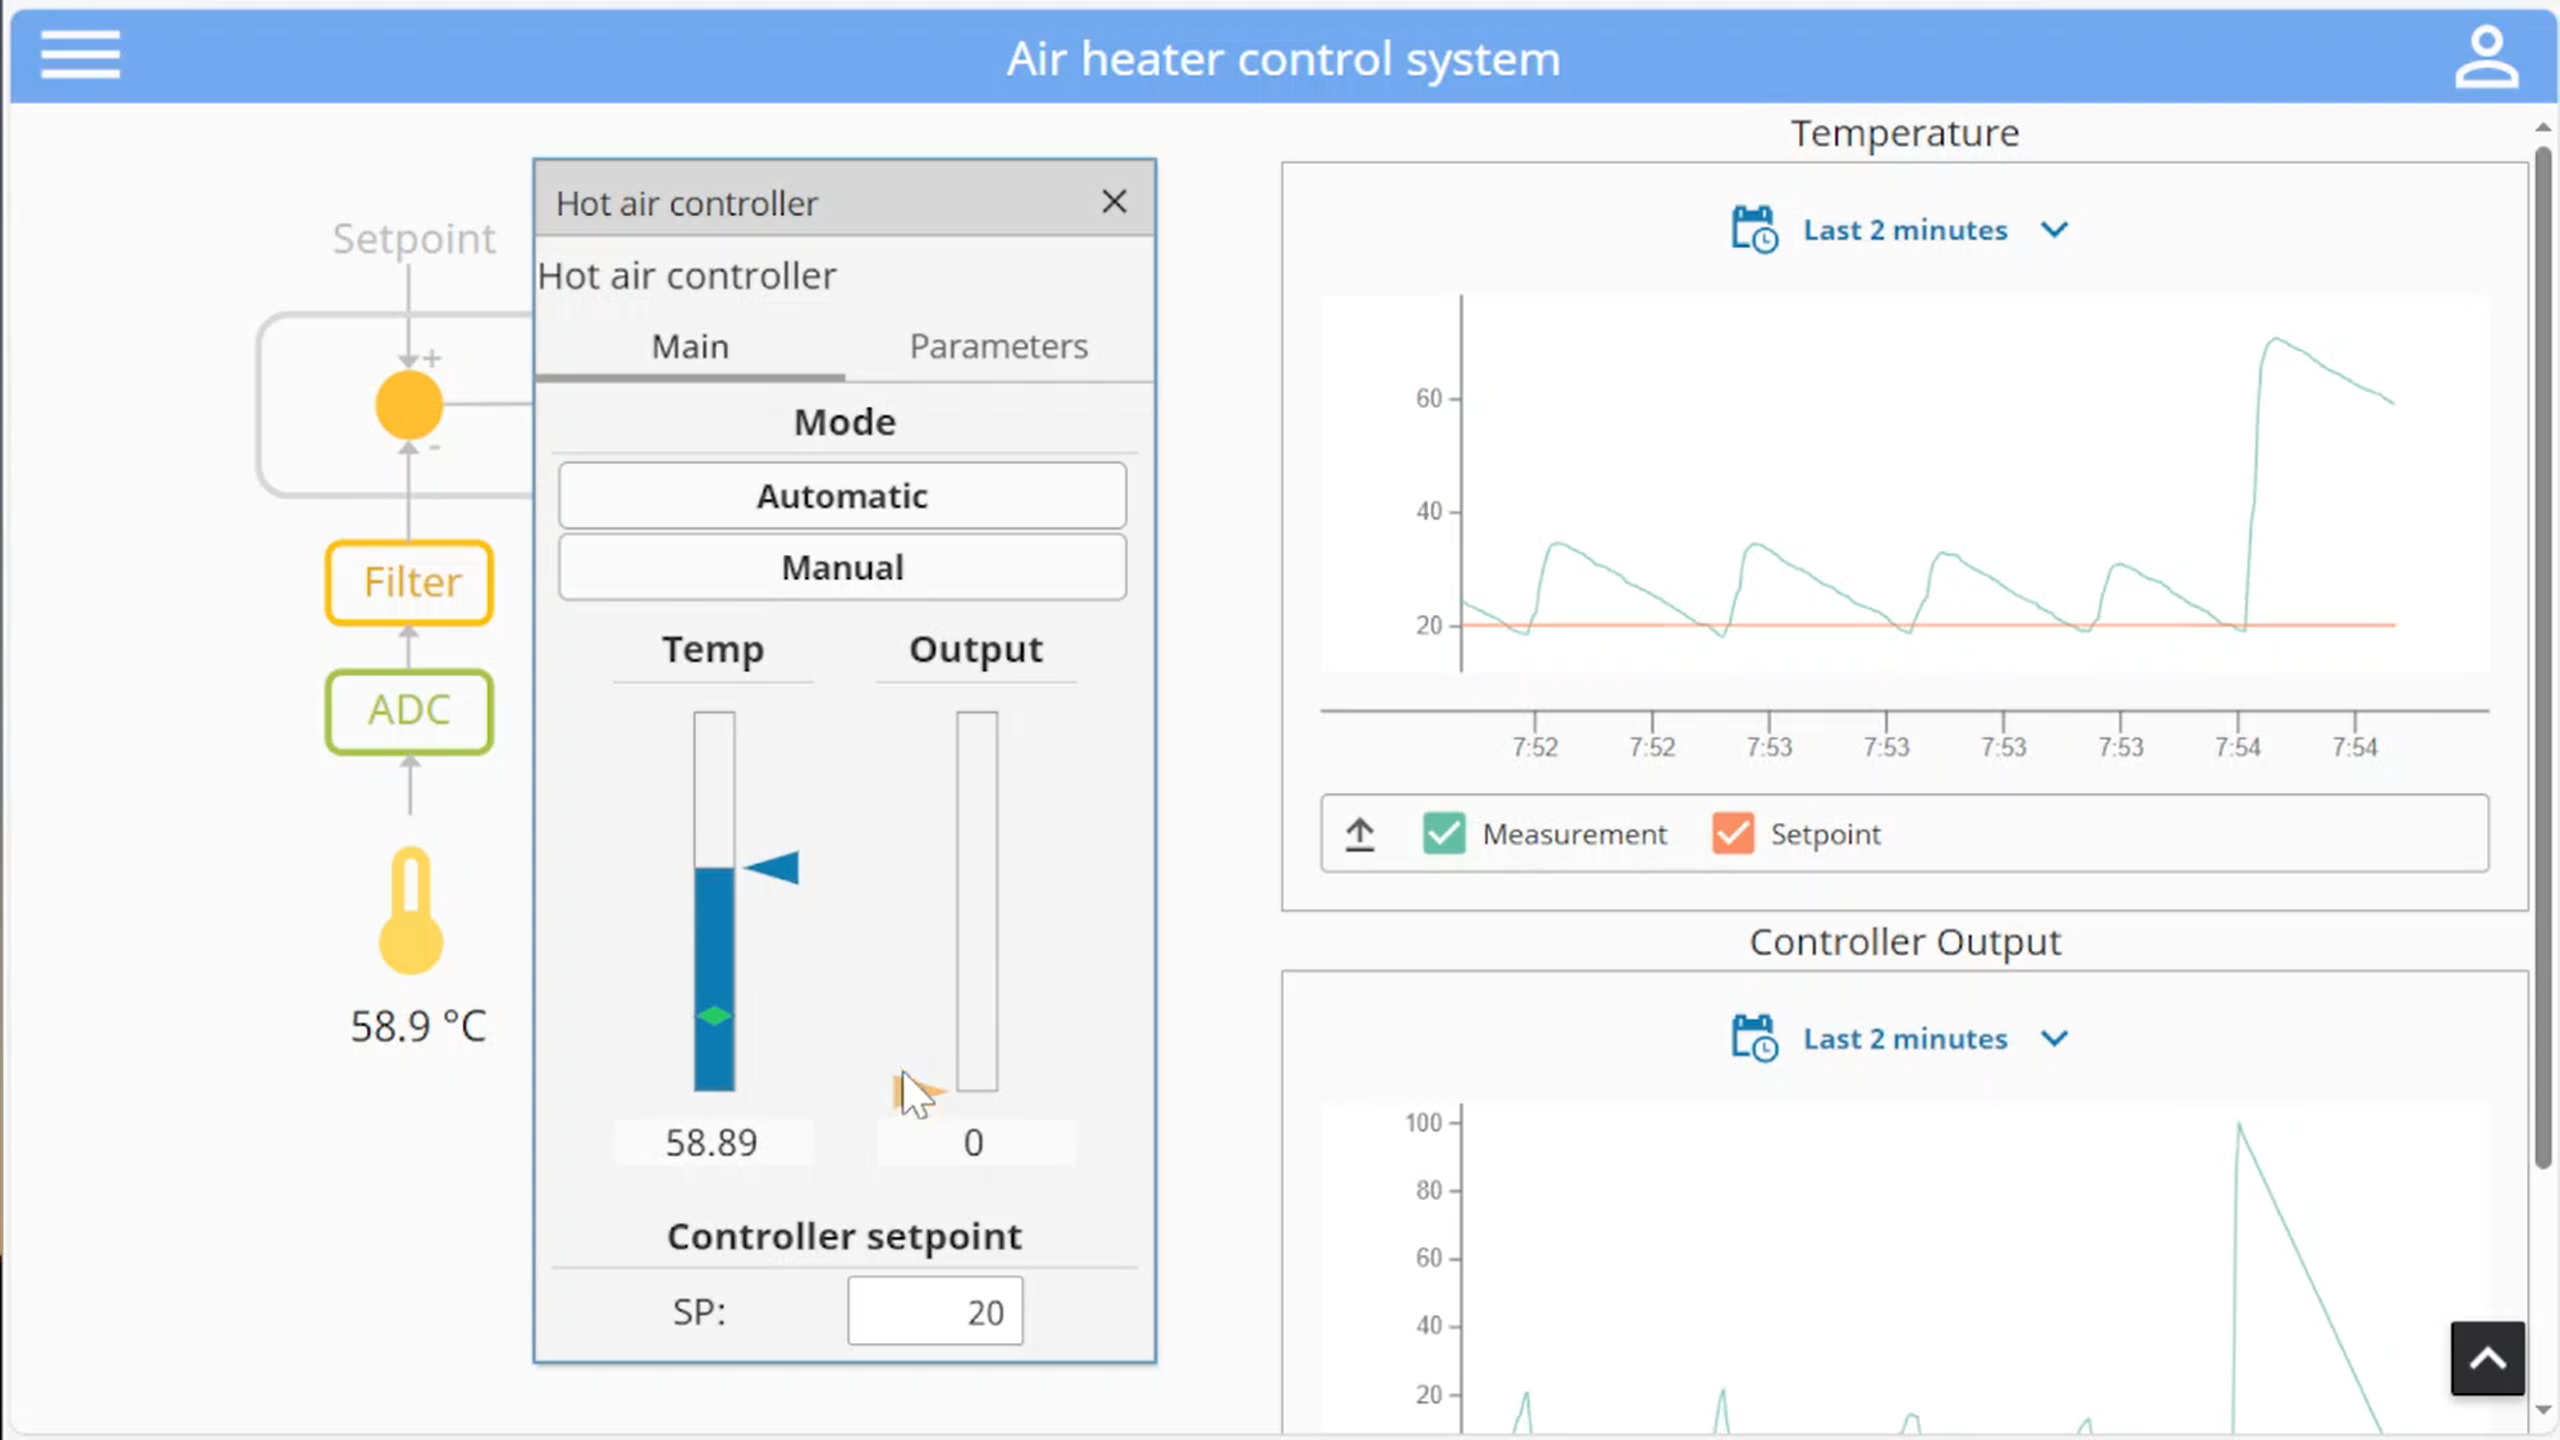 Air heater control system
Setpoint
+
-
Filter
ADC
58.9 °C
Hot air controller
Hot air controller
Main Parameters
Mode
Automatic
Manual
Temp Output
58.89 0
Controller setpoint
SP: 20
Temperature
Last 2 minutes
60
40
20
7:52 7:52 7:53 7:53 7:53 7:53 7:54 7:54
Measurement Setpoint
Controller Output
Last 2 minutes
100
80
60
40
20